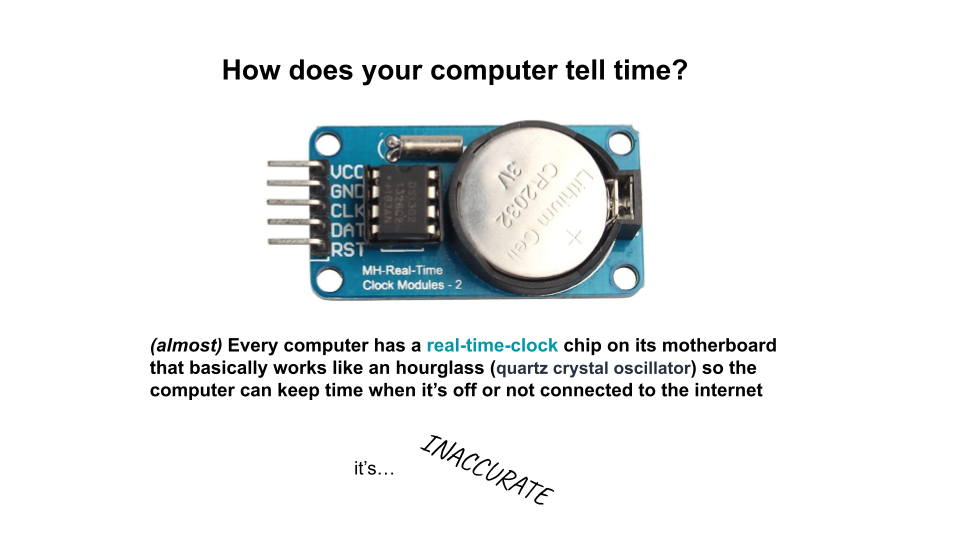 How does your computer tell time?
VCC
GND
CLK
DAT
RST
DS1302
MH-Real-Time
Clock Modules - 2
Lithium Cell
CR2032
3V
+
(almost) Every computer has a real-time-clock chip on its motherboard
that basically works like an hourglass (quartz crystal oscillator) so the
computer can keep time when it's off or not connected to the internet
it's…
INACCURATE